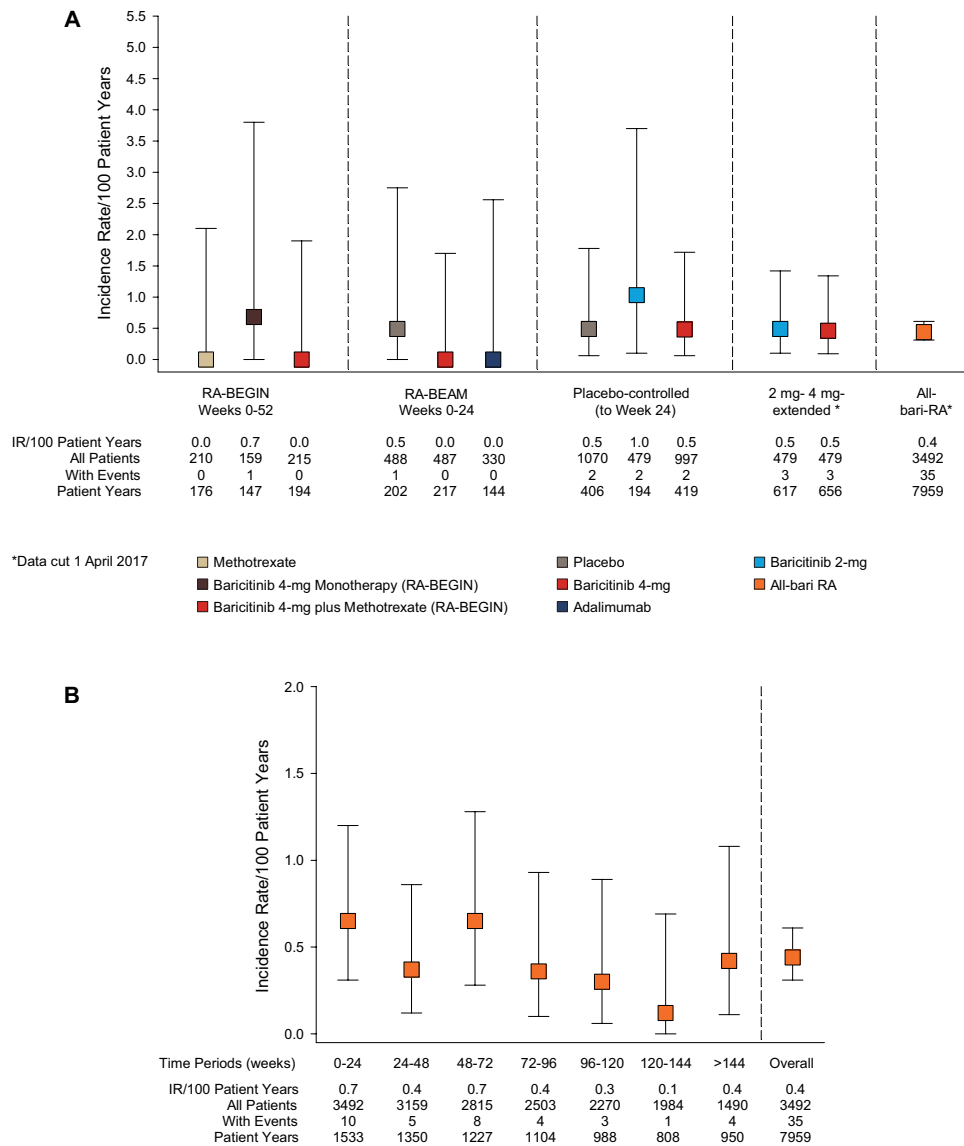 A
Incidence Rate/100 Patient Years
5.5
5.0
4.5
4.0
3.5
3.0
2.5
2.0
1.5
1.0
0.5
0.0
RA-BEGIN RA-BEAM Placebo-controlled 2 mg- 4 mg- All-
Weeks 0-52 Weeks 0-24 (to Week 24) extended * bari-RA*
IR/100 Patient Years 0.0 0.7 0.0 0.5 0.0 0.0 0.5 1.0 0.5 0.5 0.5 0.4
All Patients 210 159 215 488 487 330 1070 479 997 479 479 3492
With Events 0 1 0 1 0 0 2 2 2 3 3 35
Patient Years 176 147 194 202 217 144 406 194 419 617 656 7959
*Data cut 1 April 2017 Methotrexate Placebo Baricitinib 2-mg
Baricitinib 4-mg Monotherapy (RA-BEGIN) Baricitinib 4-mg All-bari RA
Baricitinib 4-mg plus Methotrexate (RA-BEGIN) Adalimumab
B
Incidence Rate/100 Patient Years
2.0
1.5
1.0
0.5
0.0
Time Periods (weeks) 0-24 24-48 48-72 72-96 96-120 120-144 >144 Overall
IR/100 Patient Years 0.7 0.4 0.7 0.4 0.3 0.1 0.4 0.4
All Patients 3492 3159 2815 2503 2270 1984 1490 3492
With Events 10 5 8 4 3 1 4 35
Patient Years 1533 1350 1227 1104 988 808 950 7959